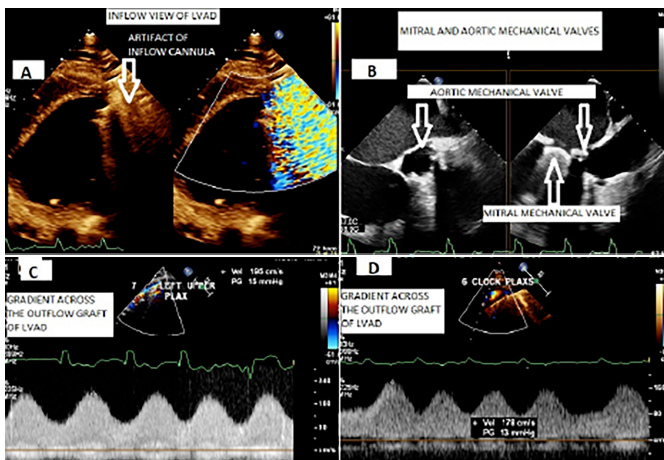 INFLOW VIEW OF LVAD
ARTIFACT OF
INFLOW CANNULA
A
+61
MITRAL AND AORTIC MECHANICAL VALVES
B
AORTIC MECHANICAL VALVE
MITRAL MECHANICAL VALVE
C
7 LEFT UPPER
PLAX
+ Vel 195 cm/s
PG 15 mmHg
GRADIENT ACROSS
THE OUTFLOW GRAFT
OF LVAD
D
6 CLOCK PLAXS
GRADIENT ACROSS
THE OUTFLOW GRAFT
OF LVAD
+ Vel 178 cm/s
PG 13 mmHg